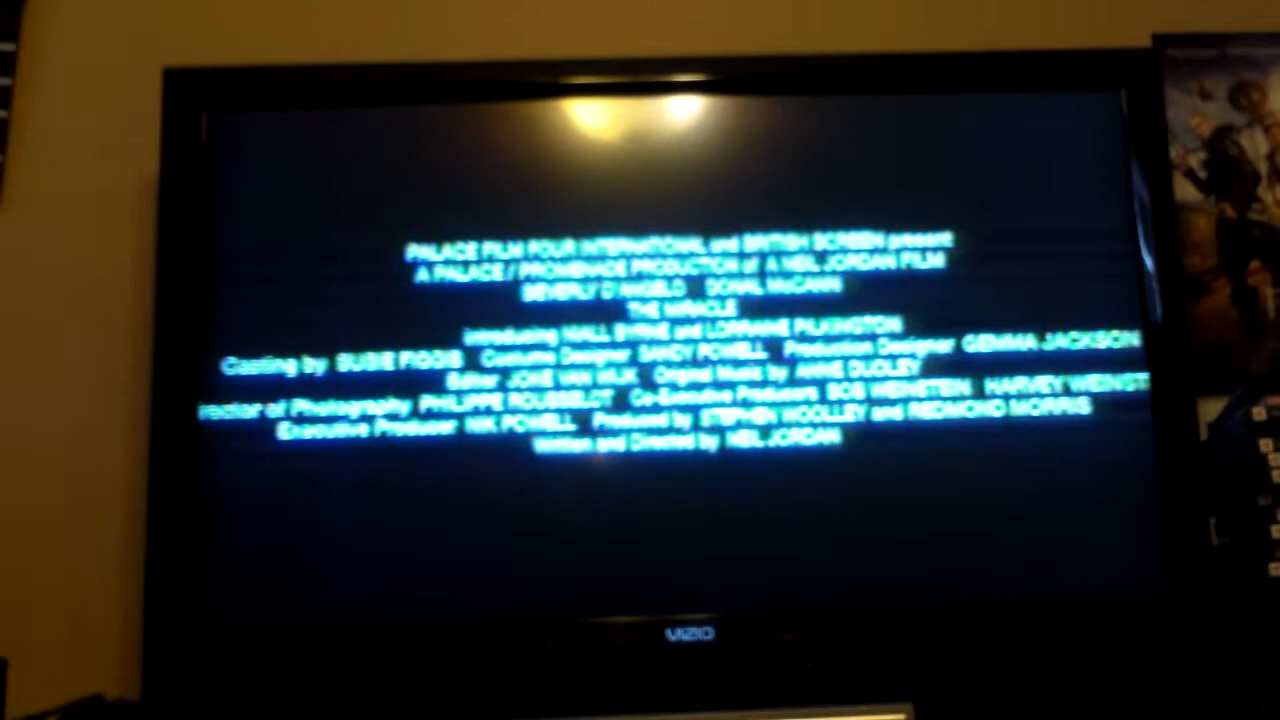 PALACE FILM FOUR INTERNATIONAL and BRITISH SCREEN present
A PALACE / PROMENADE PRODUCTION of A NEIL JORDAN FILM
BEVERLY D'ANGELO DONAL McCANN
THE MIRACLE
Introducing NIALL BYRNE and LORRAINE PILKINGTON
Casting by SUSIE FIGGIS Costume Designer SANDY POWELL Production Designer GEMMA JACKSON
Editor JOKE VAN WIJK Original Music by ANNE DUDLEY
rector of Photography PHILIPPE ROUSSELOT Co-Executive Producers BOB WEINSTEIN HARVEY WEINST
Executive Producer NIK POWELL Produced by STEPHEN WOOLLEY and REDMOND MORRIS
Written and Directed by NEIL JORDAN
VIZIO